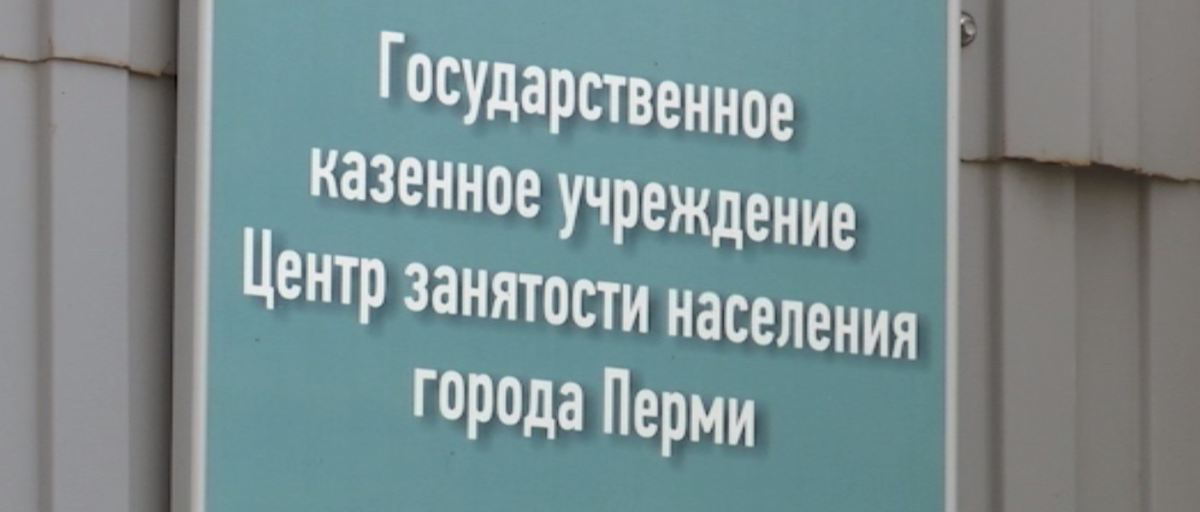 Государственное
казенное учреждение
Центр занятости населения
города Перми